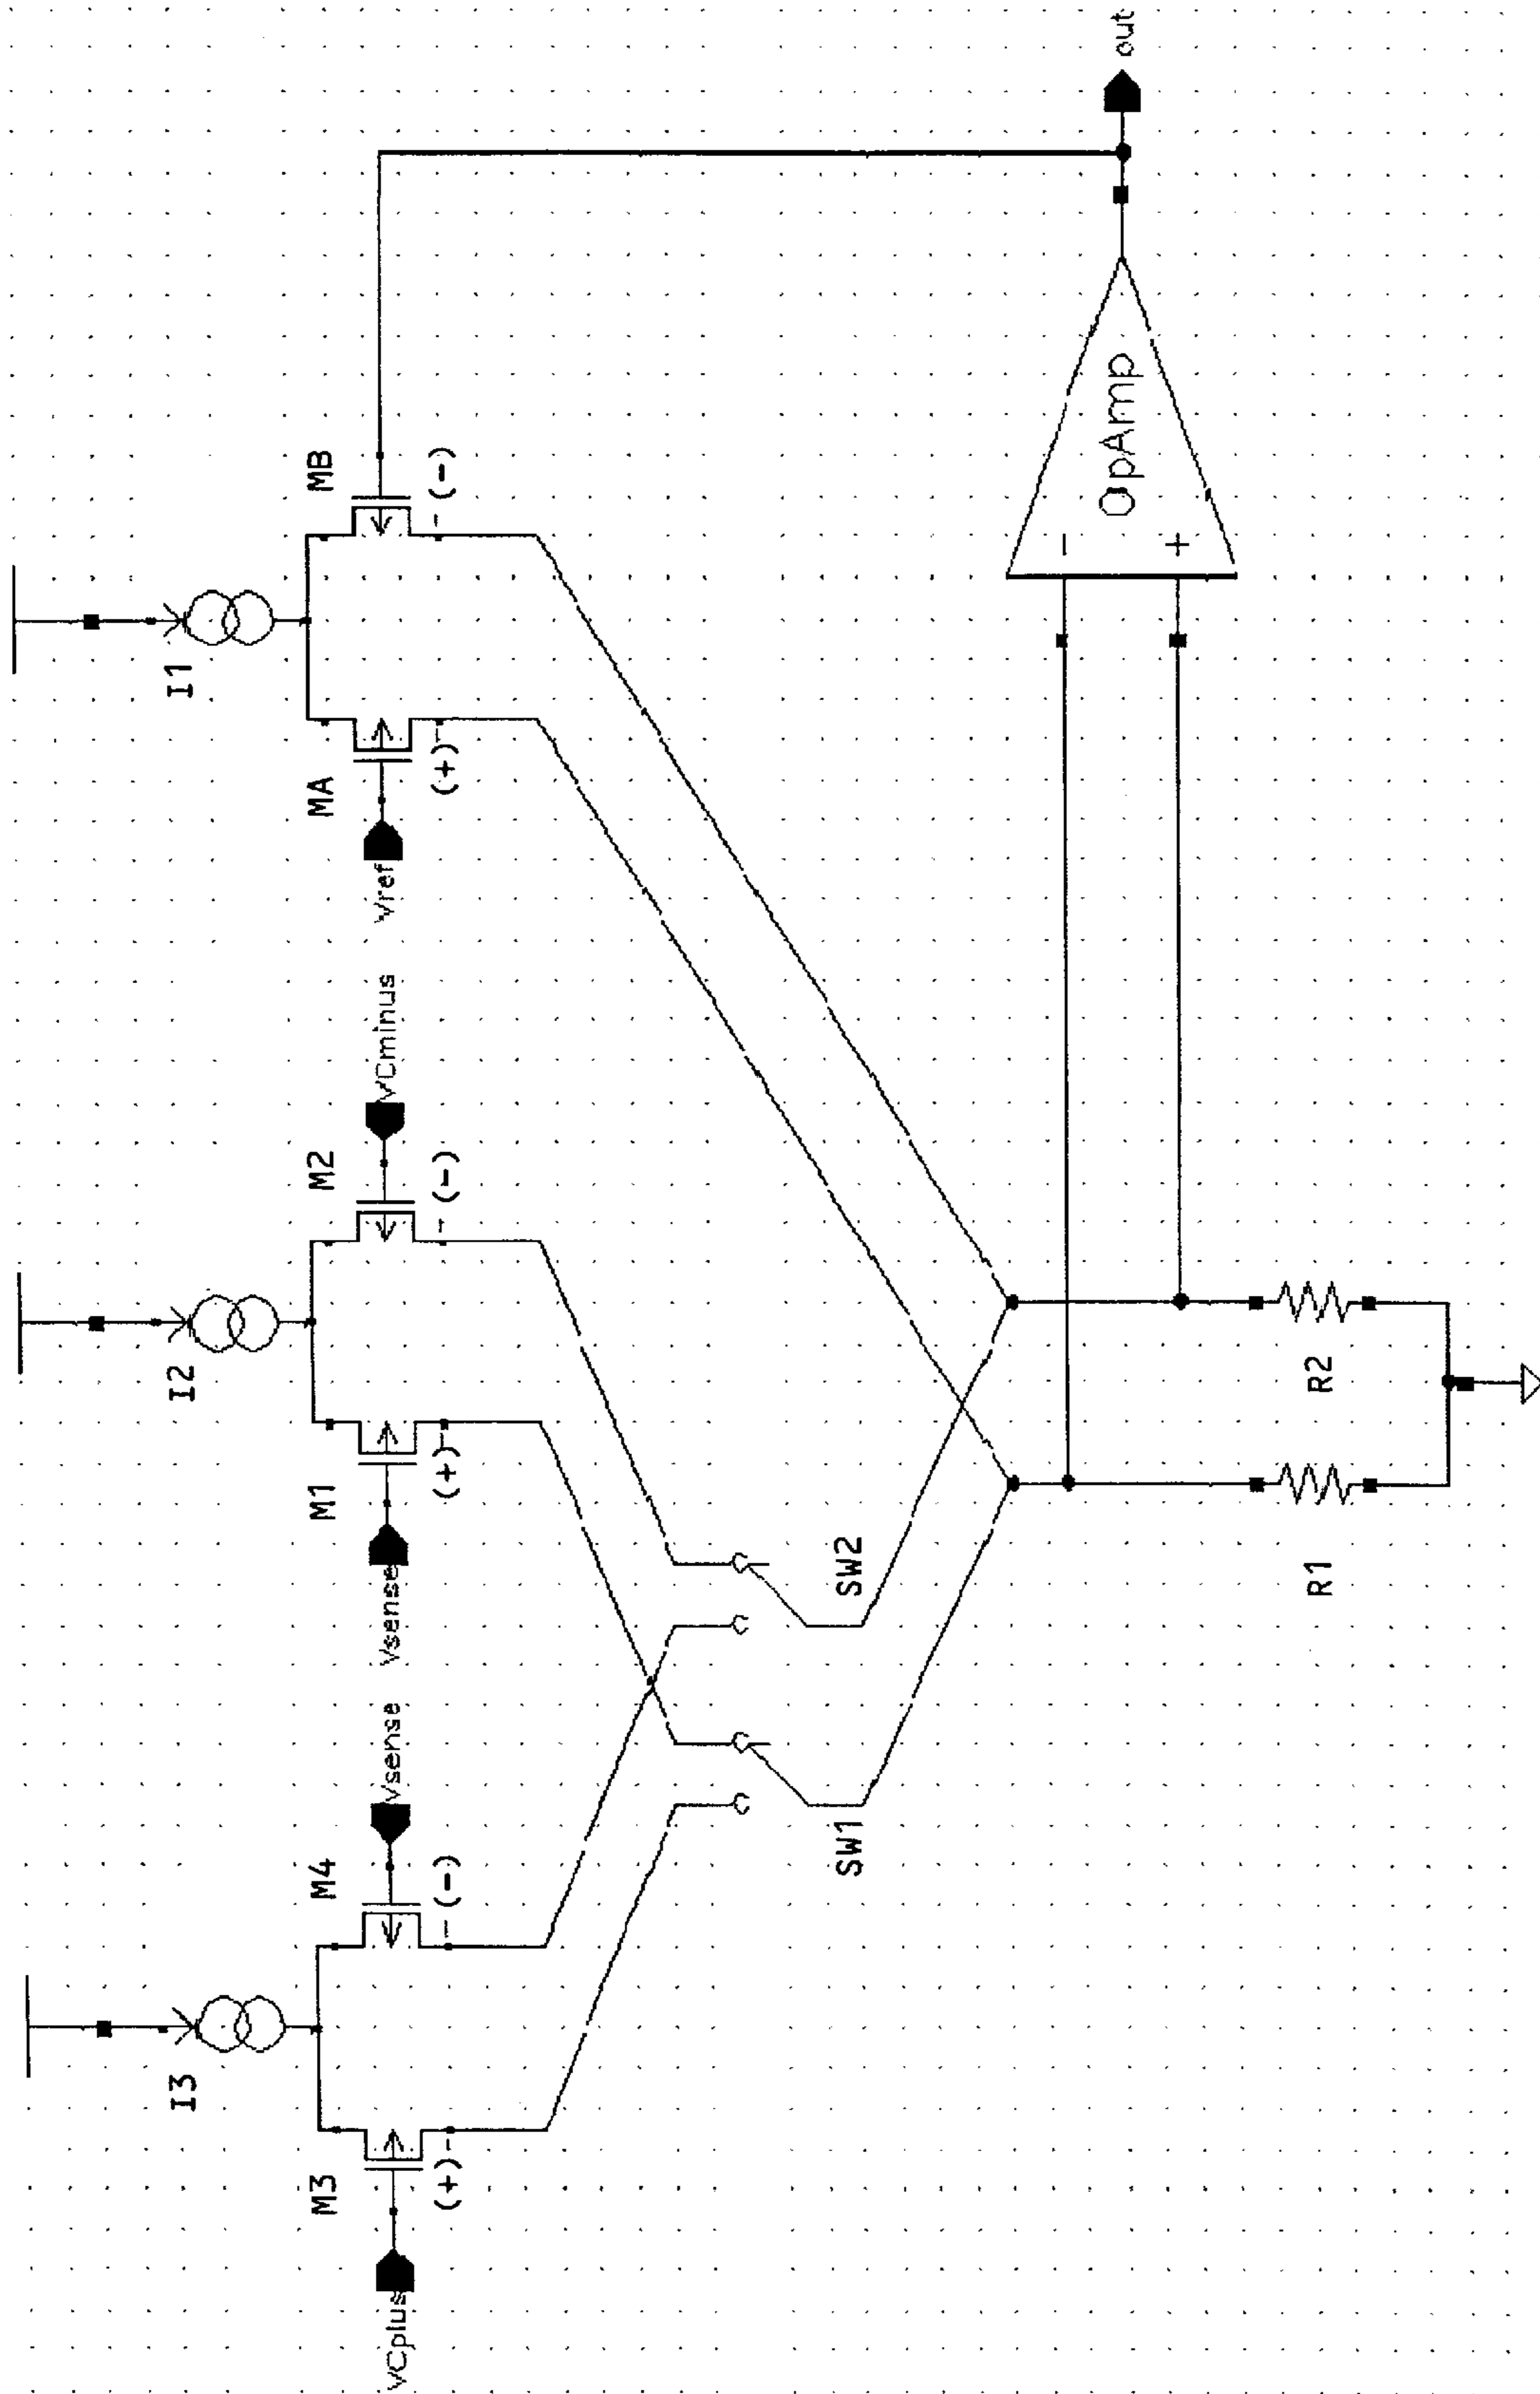 I3
M3
M4
(+)
(-)
VCplus
Vsense
I2
M1
M2
(+)
(-)
Vsense
VCminus
I1
MA
MB
(+)
(-)
Vref
SW1
SW2
OpAmp
-
+
out
R1
R2